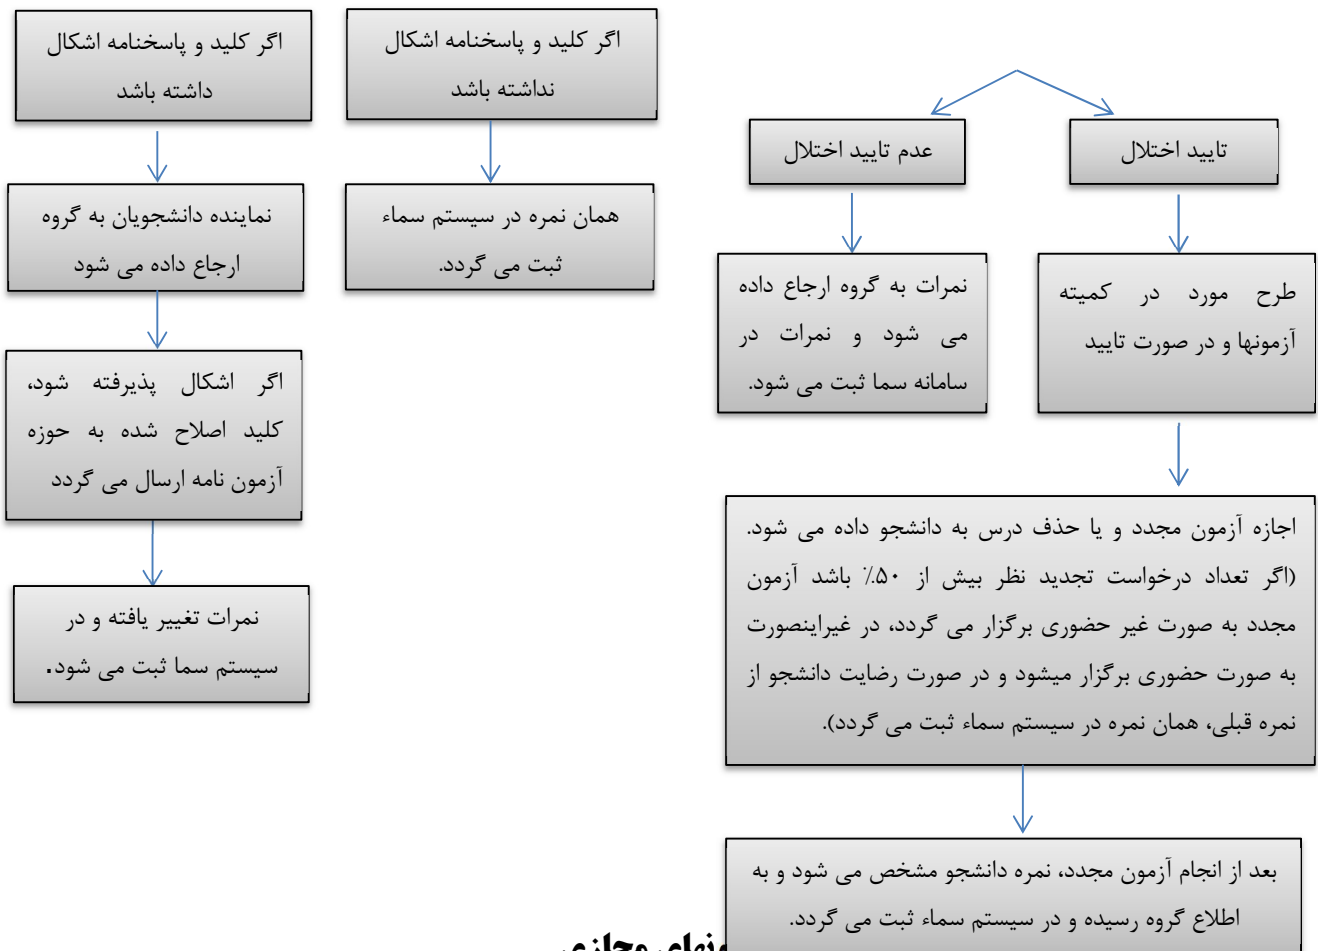 اگر کلید و پاسخنامه اشکال
داشته باشد
اگر کلید و پاسخنامه اشکال
نداشته باشد
تایید اختلال
عدم تایید اختلال
نماینده دانشجویان به گروه
ارجاع داده می شود
همان نمره در سیستم سماء
ثبت می گردد.
طرح مورد در کمیته
آزمونها و در صورت تایید
نمرات به گروه ارجاع داده
می شود و نمرات در
سامانه سما ثبت می شود.
اگر اشکال پذیرفته شود،
کلید اصلاح شده به حوزه
آزمون نامه ارسال می گردد
نمرات تغییر یافته و در
سیستم سما ثبت می شود.
اجازه آزمون مجدد و یا حذف درس به دانشجو داده می شود.
(اگر تعداد درخواست تجدید نظر بیش از ۵۰٪ باشد آزمون
مجدد به صورت غیر حضوری برگزار می گردد، در غیراینصورت
به صورت حضوری برگزار میشود و در صورت رضایت دانشجو از
نمره قبلی، همان نمره در سیستم سماء ثبت می گردد).
بعد از انجام آزمون مجدد، نمره دانشجو مشخص می شود و به
اطلاع گروه رسیده و در سیستم سماء ثبت می گردد.